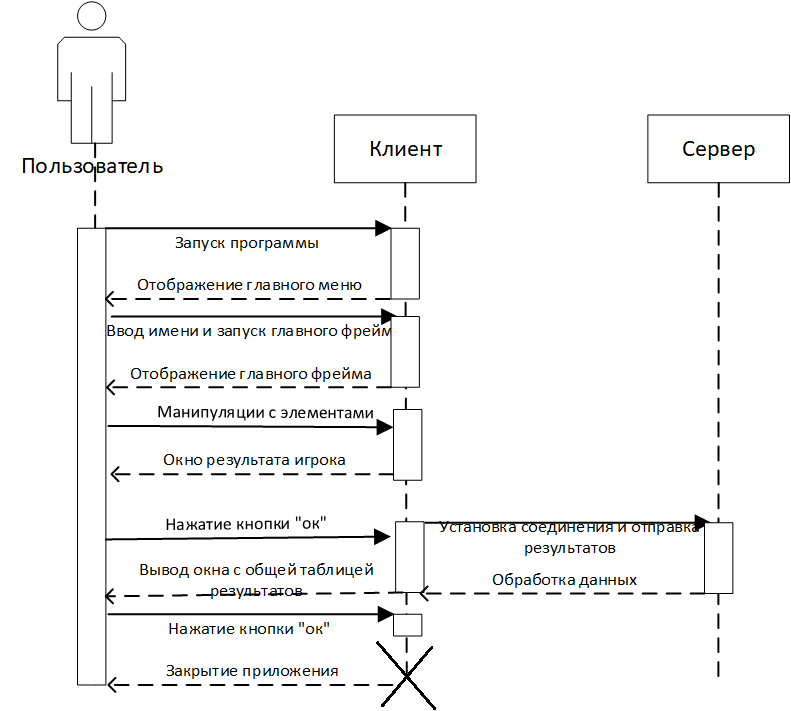 Пользователь
Клиент
Сервер
Запуск программы
Отображение главного меню
Ввод имени и запуск главного фрейм
Отображение главного фрейма
Манипуляции с элементами
Окно результата игрока
Нажатие кнопки "ок"
Установка соединения и отправка
результатов
Вывод окна с общей таблицей
результатов
Обработка данных
Нажатие кнопки "ок"
Закрытие приложения